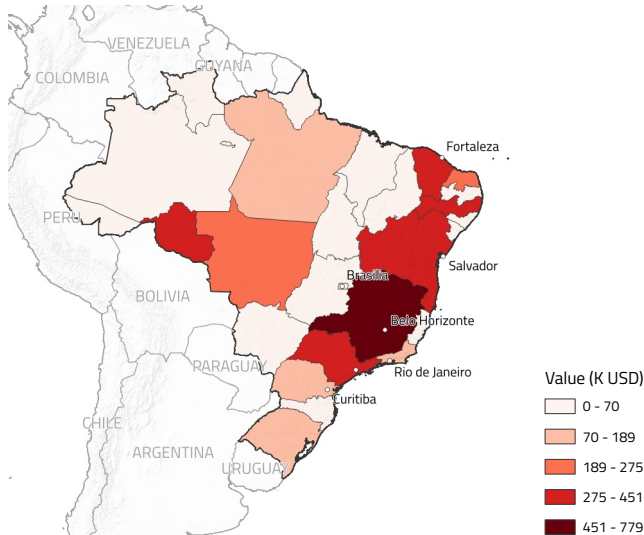 VENEZUELA
GUYANA
COLOMBIA
Fortaleza
PERU
Salvador
Brasília
BOLIVIA
Belo Horizonte
PARAGUAY
Rio de Janeiro
Curitiba
CHILE
ARGENTINA
URUGUAY
Value (K USD)
0 - 70
70 - 189
189 - 275
275 - 451
451 - 779